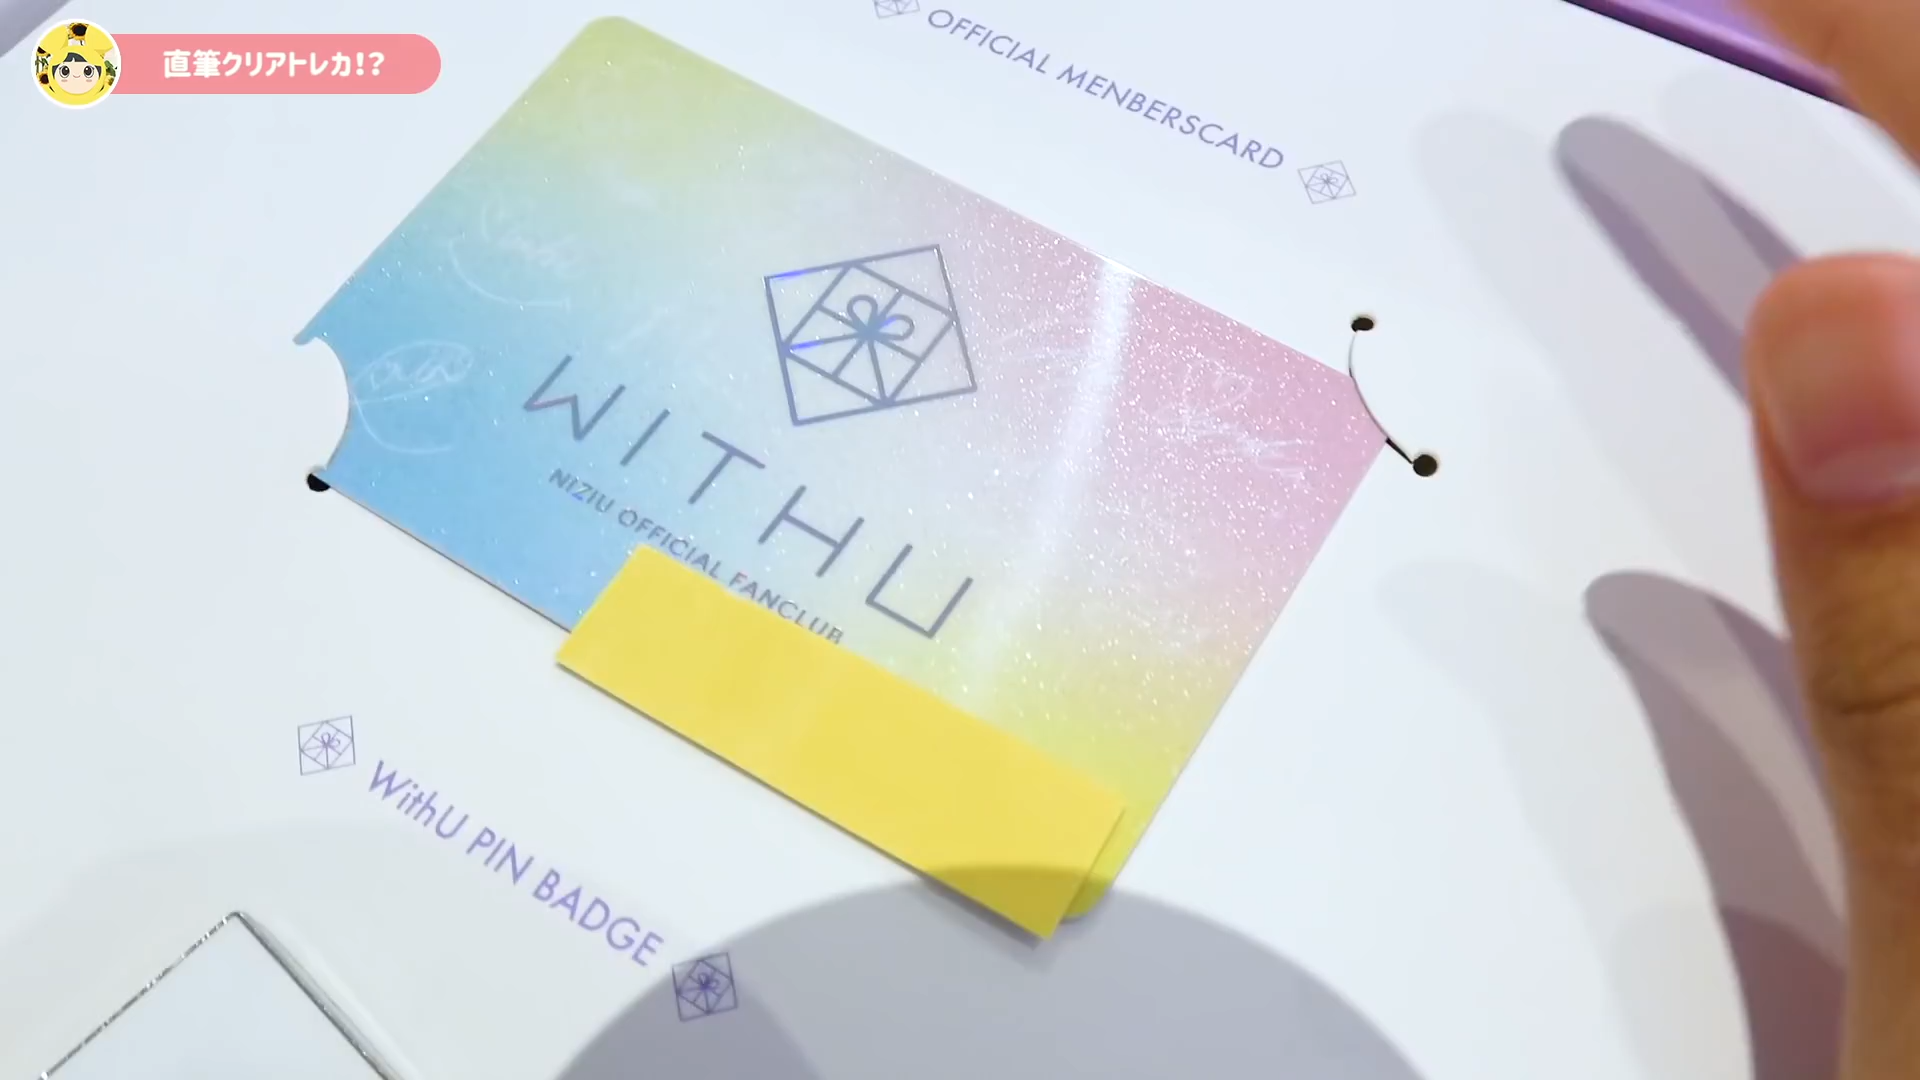 直筆クリアトレカ!?
OFFICIAL MENBERSCARD
WITHU
NIZIU OFFICIAL FANCLUB
WithU PIN BADGE